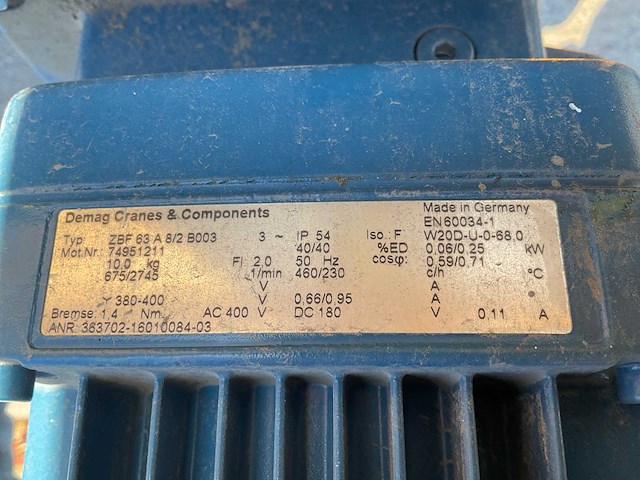 Demag Cranes & Components Made in Germany
EN60034-1
Typ: ZBF 63 A 8/2 B003 3 ~ IP 54 Iso.: F W20D-U-0-68.0
Mot.Nr.: 74951211 40/40 %ED 0,06/0,25 kW
10.0 kg FI 2,0 50 Hz cosφ: 0,59/0,71
675/2745 1/min 460/230 c/h °C
V A
Y 380-400 V 0,66/0,95 A °
Bremse: 1,4 Nm. AC 400 V DC 180 V 0.11 A
ANR: 363702-16010084-03